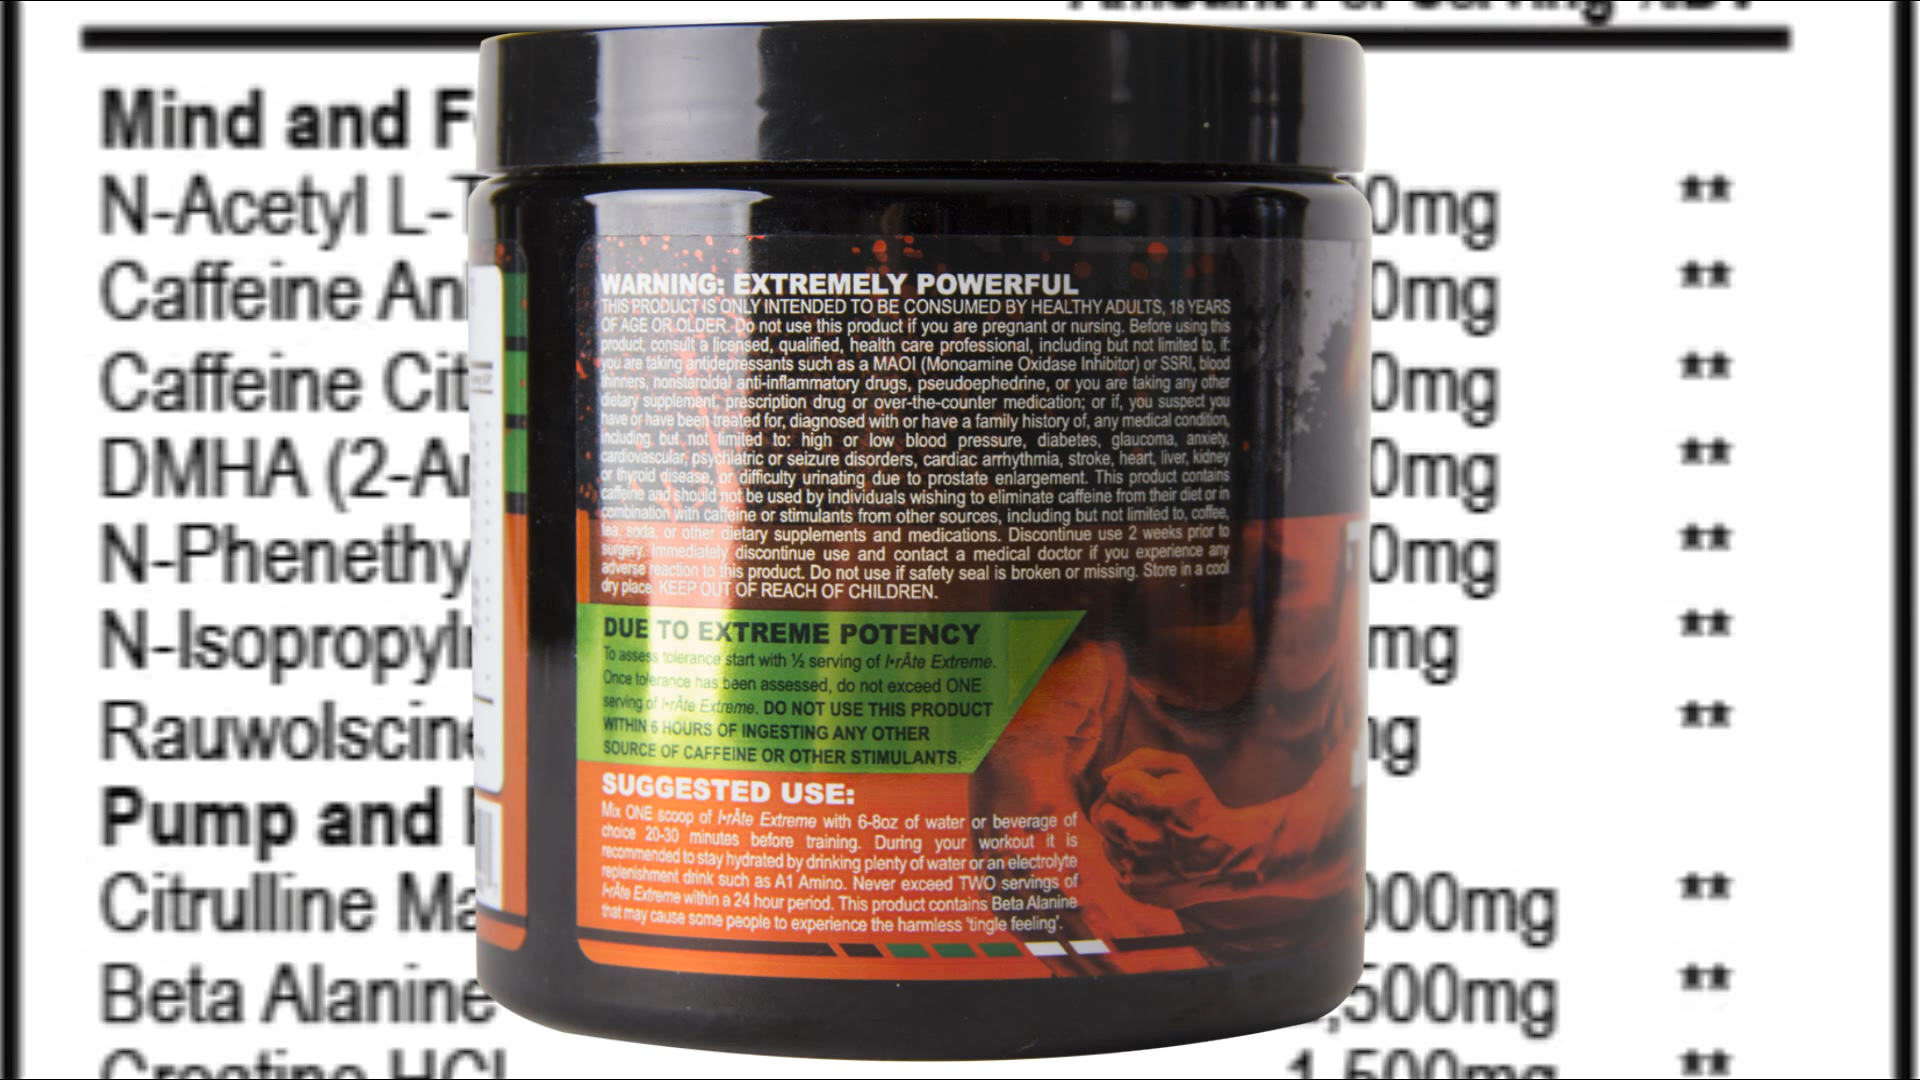 Amount Per Serving %DV
Mind and F
N-Acetyl L-T
0mg **
Caffeine An
0mg **
Caffeine Cit
0mg **
DMHA (2-A
0mg **
N-Phenethy
0mg **
N-Isopropyl
mg **
Rauwolscine
mg **
Pump and
Citrulline Ma
000mg **
Beta Alanine
,500mg **
Creatine HCL
1,500mg **
WARNING: EXTREMELY POWERFUL
THIS PRODUCT IS ONLY INTENDED TO BE CONSUMED BY HEALTHY ADULTS, 18 YEARS
OF AGE OR OLDER. Do not use this product if you are pregnant or nursing. Before using this
product, consult a licensed, qualified, health care professional, including but not limited to, if:
you are taking antidepressants such as a MAOI (Monoamine Oxidase Inhibitor) or SSRI, blood
thinners, nonsteroidal anti-inflammatory drugs, pseudoephedrine, or you are taking any other
dietary supplement, prescription drug or over-the-counter medication; or if, you suspect you
have or have been treated for, diagnosed with or have a family history of, any medical condition,
including, but not limited to: high or low blood pressure, diabetes, glaucoma, anxiety,
cardiovascular, psychiatric or seizure disorders, cardiac arrhythmia, stroke, heart, liver, kidney
or thyroid disease, or difficulty urinating due to prostate enlargement. This product contains
caffeine and should not be used by individuals wishing to eliminate caffeine from their diet or in
combination with caffeine or stimulants from other sources, including but not limited to, coffee,
tea, soda, or other dietary supplements and medications. Discontinue use 2 weeks prior to
surgery. Immediately discontinue use and contact a medical doctor if you experience any
adverse reaction to this product. Do not use if safety seal is broken or missing. Store in a cool
dry place. KEEP OUT OF REACH OF CHILDREN.
DUE TO EXTREME POTENCY
To assess tolerance start with ½ serving of I•rÃte Extreme.
Once tolerance has been assessed, do not exceed ONE
serving of I•rÃte Extreme. DO NOT USE THIS PRODUCT
WITHIN 6 HOURS OF INGESTING ANY OTHER
SOURCE OF CAFFEINE OR OTHER STIMULANTS.
SUGGESTED USE:
Mix ONE scoop of I•rÃte Extreme with 6-8oz of water or beverage of
choice 20-30 minutes before training. During your workout it is
recommended to stay hydrated by drinking plenty of water or an electrolyte
replenishment drink such as A1 Amino. Never exceed TWO servings of
I•rÃte Extreme within a 24 hour period. This product contains Beta Alanine
that may cause some people to experience the harmless 'tingle feeling'.